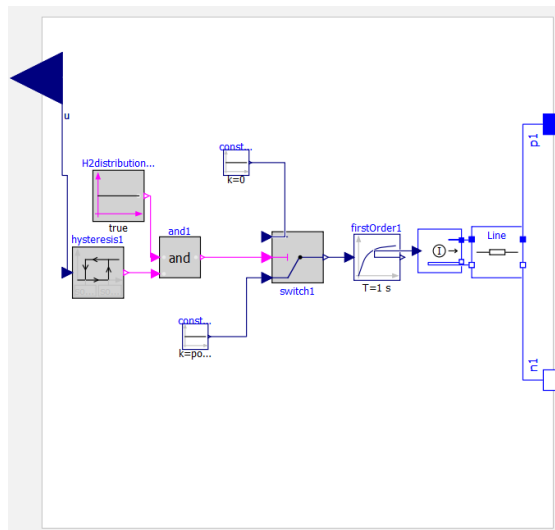 u
const...
k=0
H2distribution...
true
hysteresis1
and1
and
switch1
const...
k=po...
firstOrder1
T=1 s
I
Line
p1
n1